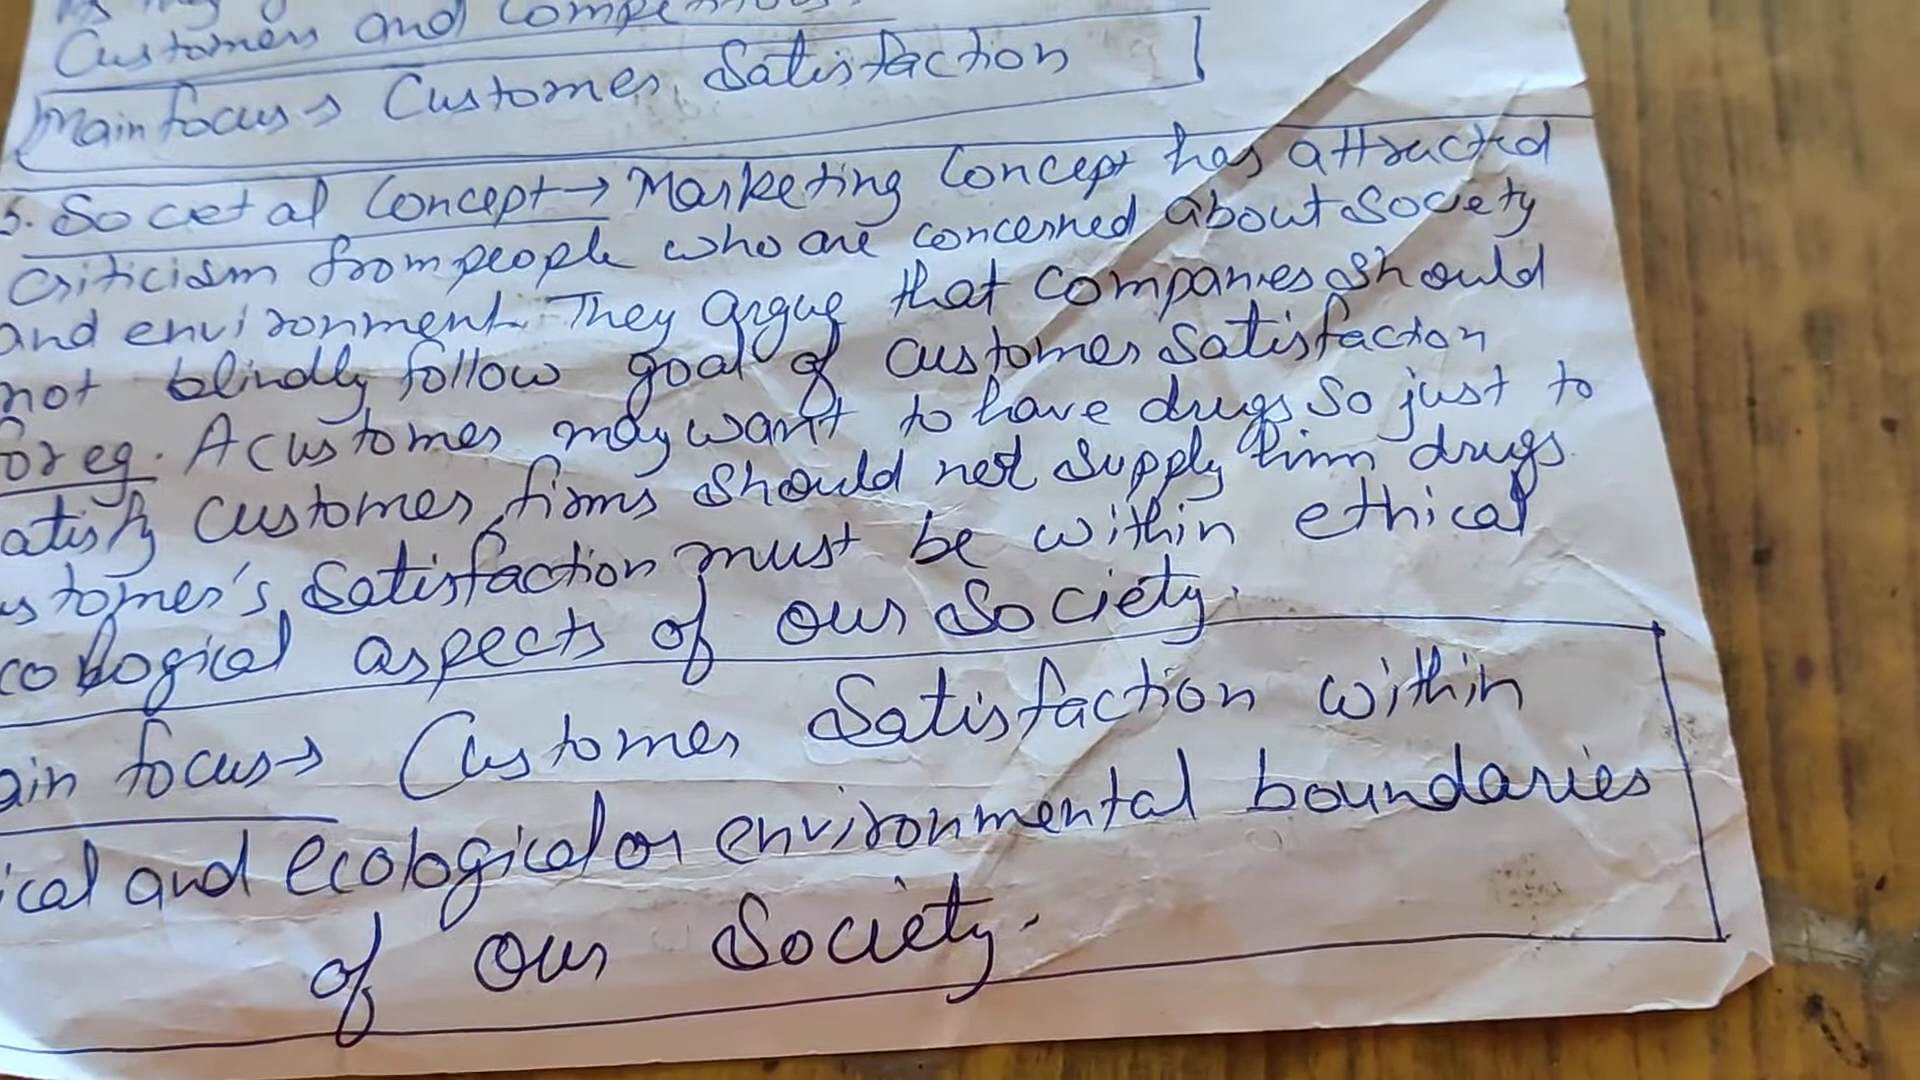 Customers and Competitors.
Main focus → Customer Satisfaction
5. Societal Concept → Marketing Concept has attracted
criticism from people who are concerned about society
and environment. They argue that companies should
not blindly follow goal of customer satisfaction
for eg. A customer may want to have drugs so just to
atisfy customer, firms should not supply him drugs.
ustomer's satisfaction must be within ethical
cological aspects of our society.
ain focus → Customer Satisfaction within
ical and ecological or environmental boundaries
of our Society.